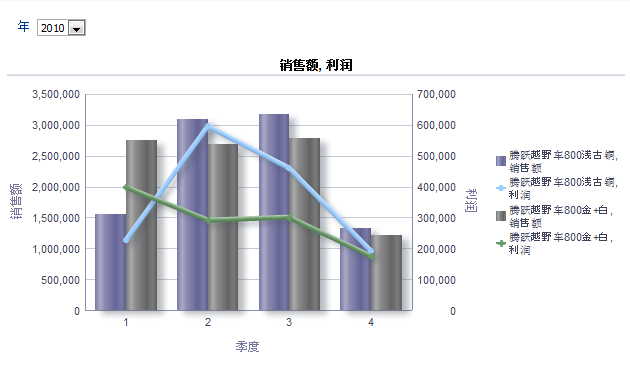 年 2010
销售额, 利润
3,500,000
3,000,000
2,500,000
2,000,000
1,500,000
1,000,000
500,000
0
销售额
700,000
600,000
500,000
400,000
300,000
200,000
100,000
0
利润
1 2 3 4
季度
腾跃越野车800浅古铜,
销售额
腾跃越野车800浅古铜,
利润
腾跃越野车800金+白,
销售额
腾跃越野车800金+白,
利润